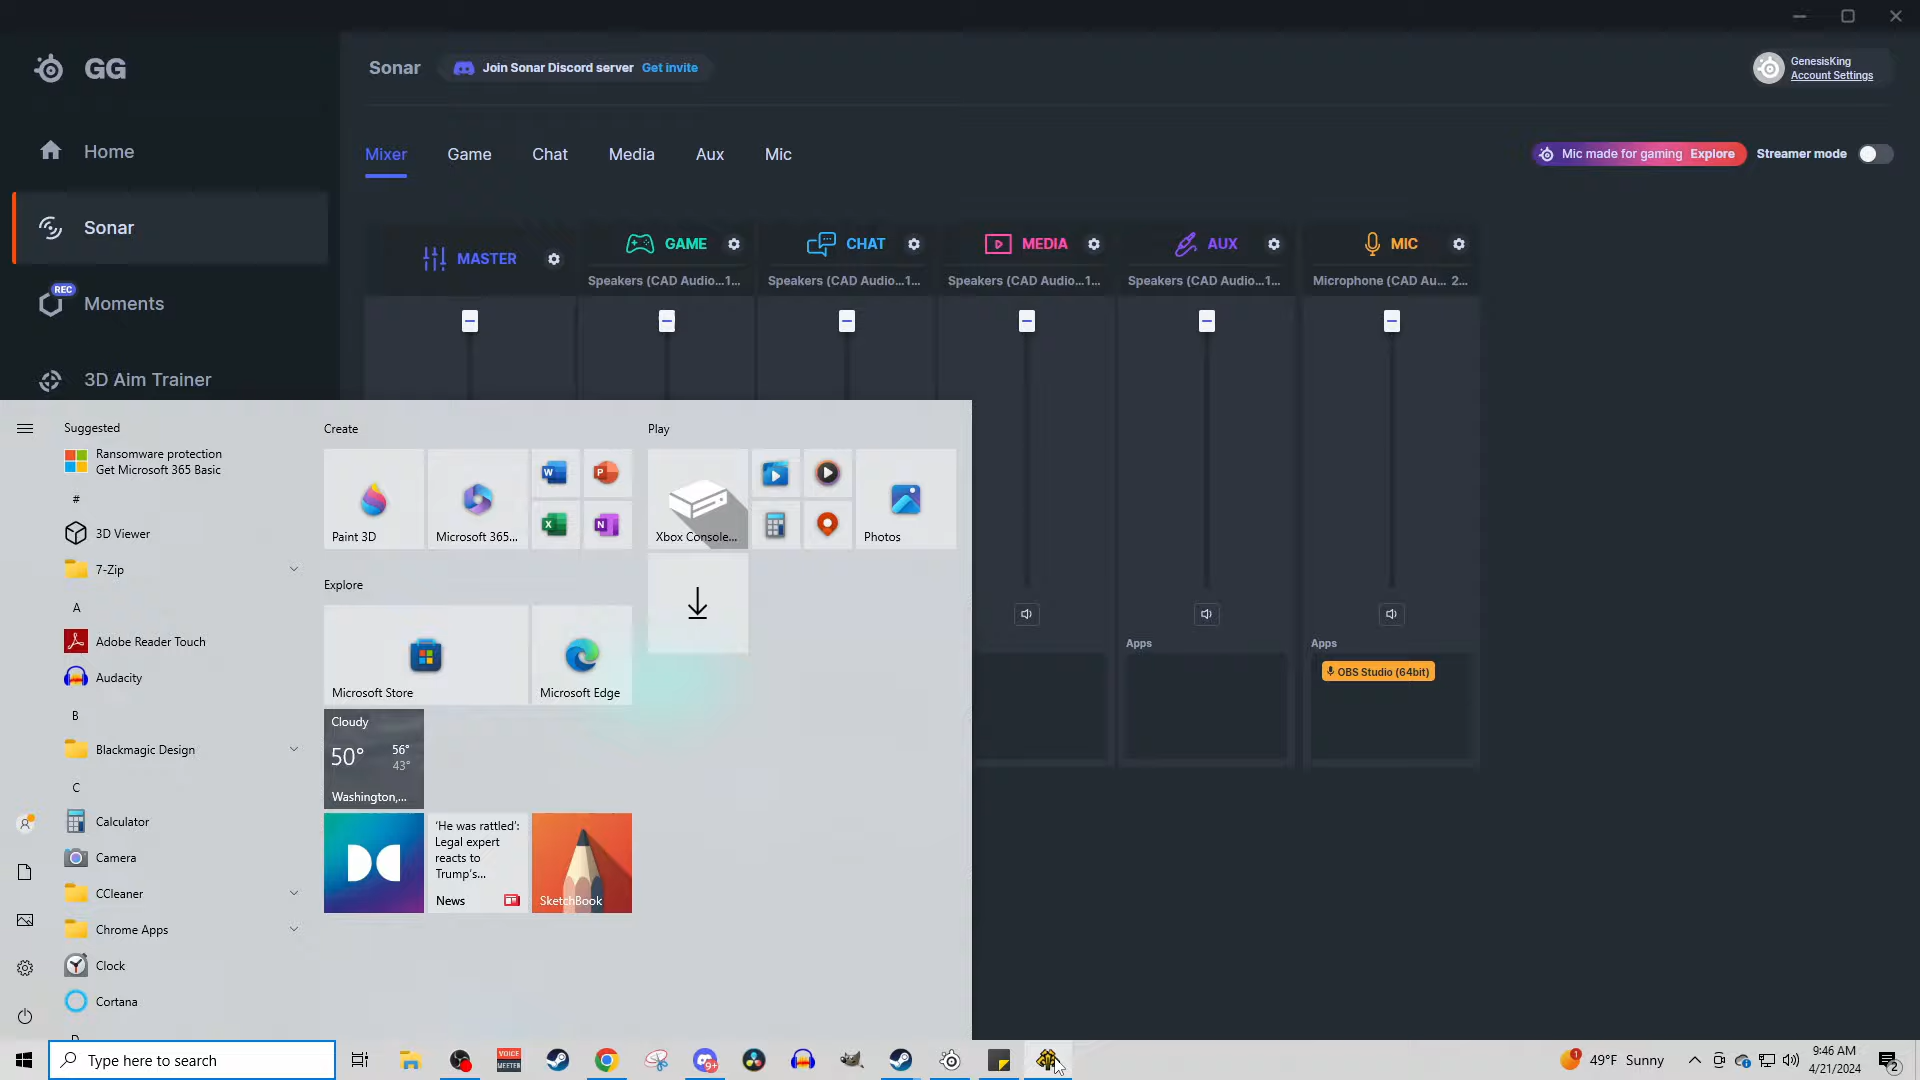 GG
Sonar
Join Sonar Discord server Get invite
GenesisKing
Account Settings
Home
Sonar
REC
Moments
3D Aim Trainer
Mixer
Game
Chat
Media
Aux
Mic
Mic made for gaming Explore
Streamer mode
MASTER
GAME
Speakers (CAD Audio...1...
CHAT
Speakers (CAD Audio...1...
MEDIA
Speakers (CAD Audio...1...
AUX
Speakers (CAD Audio...1...
MIC
Microphone (CAD Au... 2...
Apps
Apps
OBS Studio (64bit)
Suggested
Ransomware protection
Get Microsoft 365 Basic
#
3D Viewer
7-Zip
A
Adobe Reader Touch
Audacity
B
Blackmagic Design
C
Calculator
Camera
CCleaner
Chrome Apps
Clock
Cortana
Create
Paint 3D
Microsoft 365...
W
P
X
N
Play
Xbox Console...
Photos
Explore
Microsoft Store
Microsoft Edge
Cloudy
50°
56°
43°
Washington,...
'He was rattled':
Legal expert
reacts to
Trump's...
News
SketchBook
Type here to search
VOICE
MEETER
9+
1
49°F Sunny
9:46 AM
4/21/2024
2